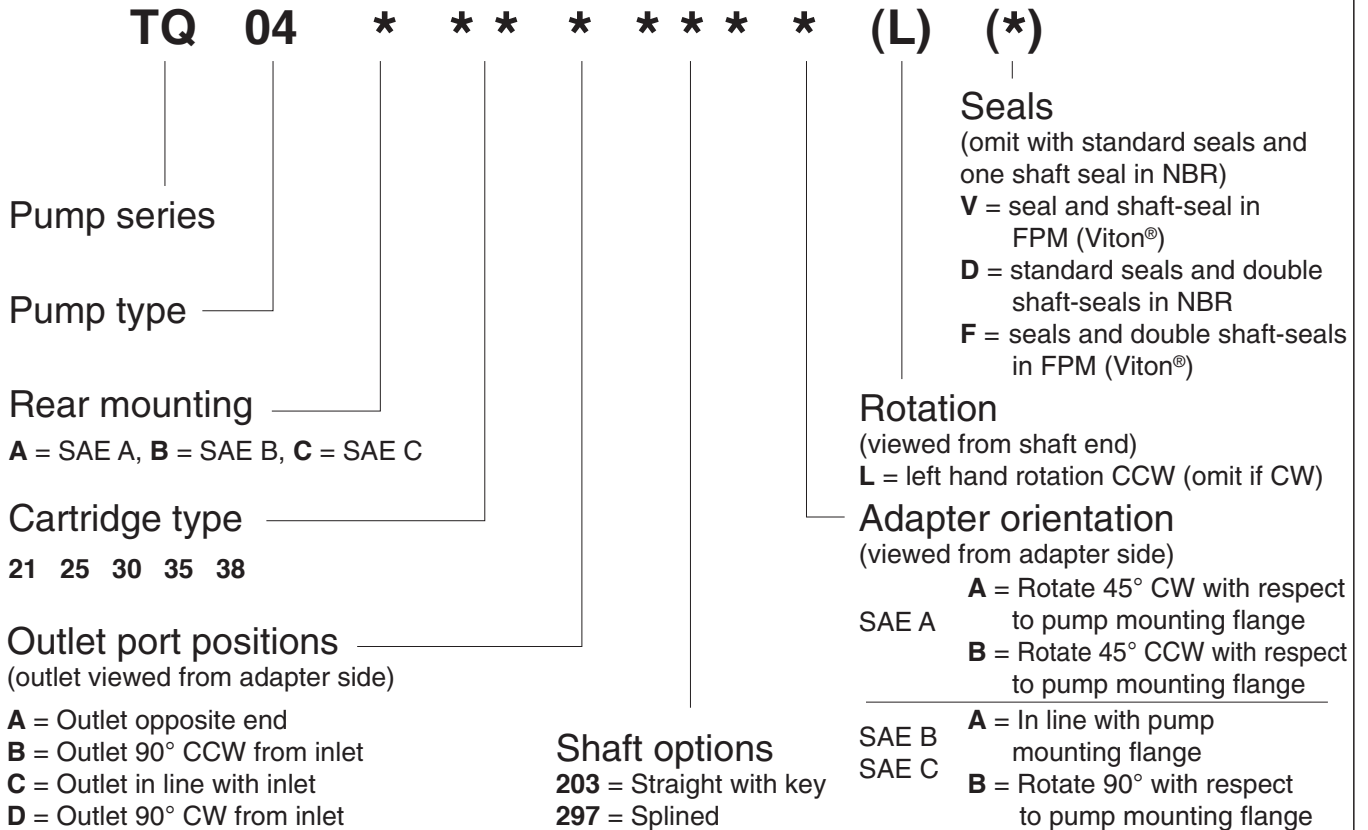 TQ 04 * * * * * * * * (L) (*)
Pump series
Pump type
Rear mounting
A = SAE A, B = SAE B, C = SAE C
Cartridge type
21 25 30 35 38
Outlet port positions
(outlet viewed from adapter side)
A = Outlet opposite end
B = Outlet 90° CCW from inlet
C = Outlet in line with inlet
D = Outlet 90° CW from inlet
Shaft options
203 = Straight with key
297 = Splined
Seals
(omit with standard seals and
one shaft seal in NBR)
V = seal and shaft-seal in
FPM (Viton®)
D = standard seals and double
shaft-seals in NBR
F = seals and double shaft-seals
in FPM (Viton®)
Rotation
(viewed from shaft end)
L = left hand rotation CCW (omit if CW)
Adapter orientation
(viewed from adapter side)
SAE A
A = Rotate 45° CW with respect
to pump mounting flange
B = Rotate 45° CCW with respect
to pump mounting flange
SAE B
SAE C
A = In line with pump
mounting flange
B = Rotate 90° with respect
to pump mounting flange